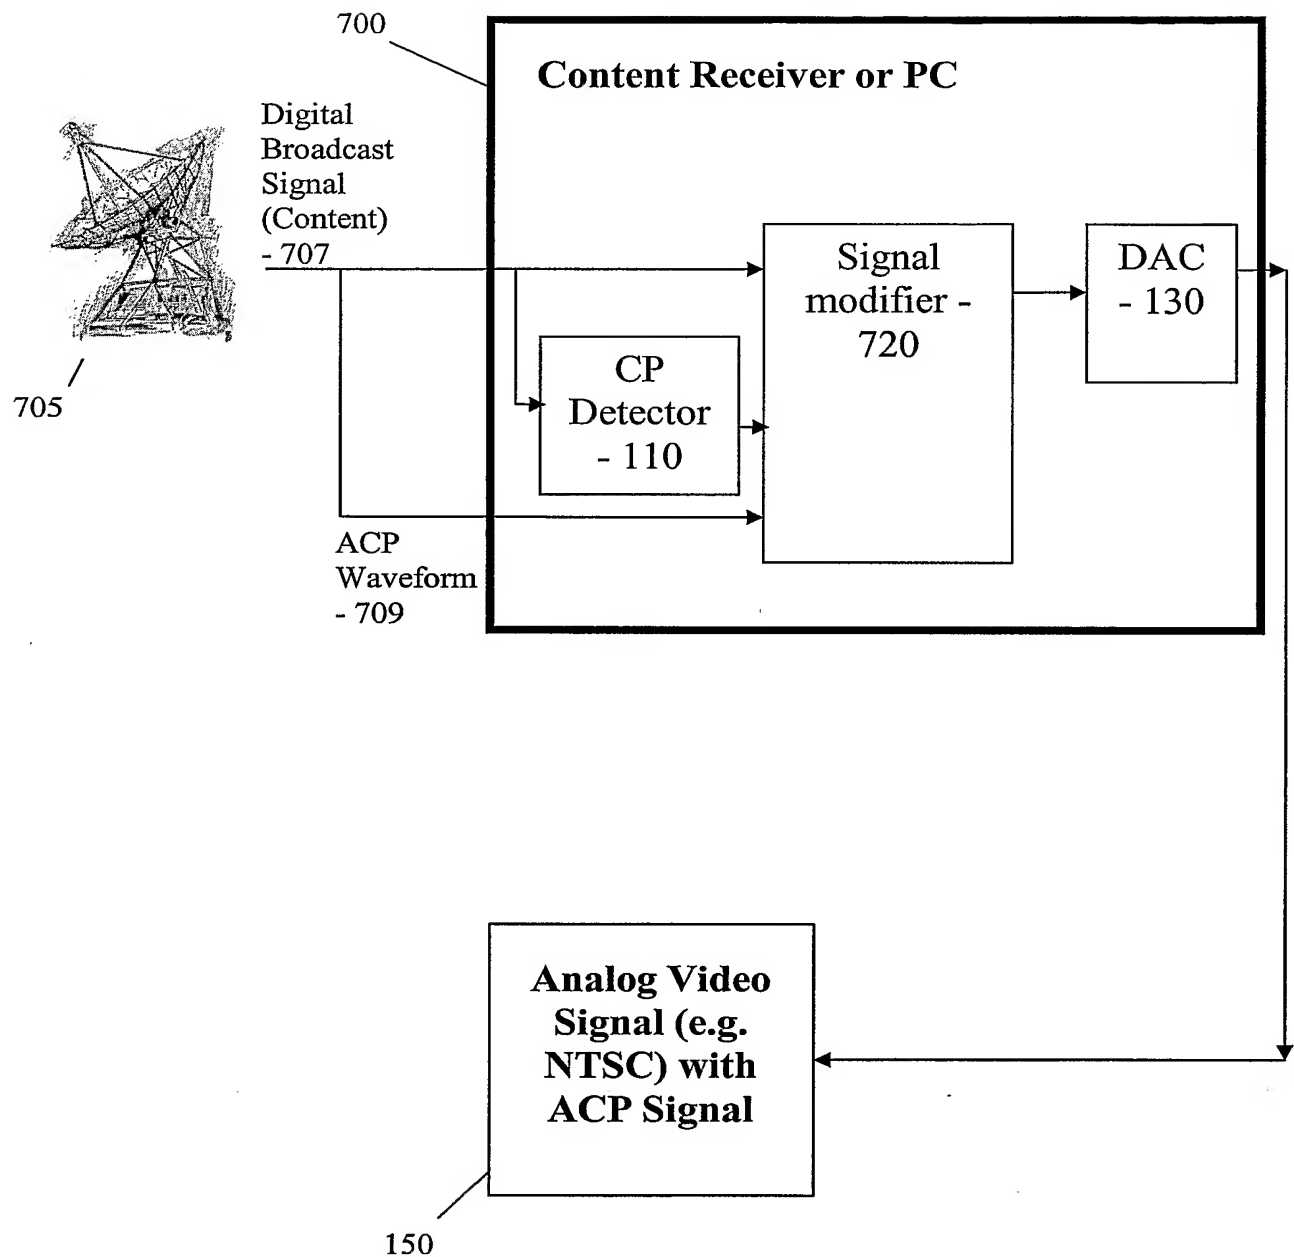 700
Content Receiver or PC
Digital
Broadcast
Signal
(Content)
- 707
705
Signal
modifier -
720
DAC
- 130
CP
Detector
- 110
ACP
Waveform
- 709
Analog Video
Signal (e.g.
NTSC) with
ACP Signal
150